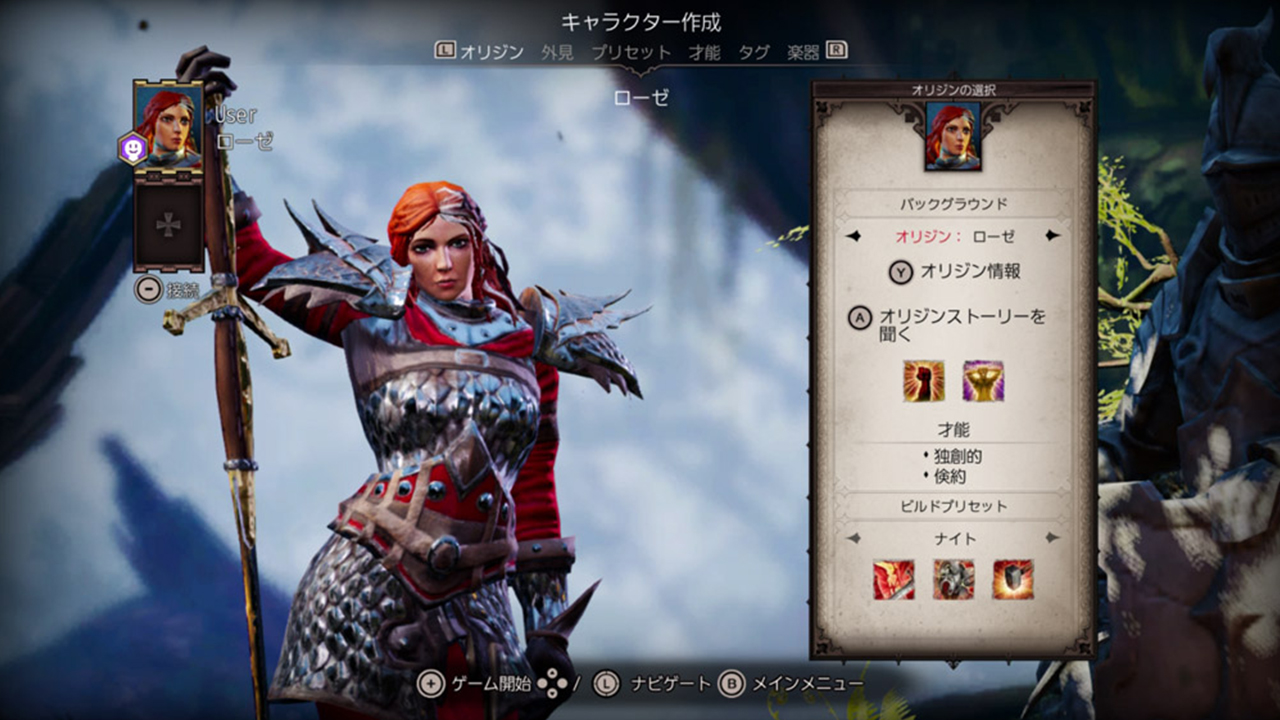 キャラクター作成
L オリジン 外見 プリセット 才能 タグ 楽器 R
ローゼ
User
ローゼ
接続
オリジンの選択
バックグラウンド
オリジン： ローゼ
Y オリジン情報
A オリジンストーリーを
聞く
才能
・独創的
・倹約
ビルドプリセット
ナイト
+ ゲーム開始 / L ナビゲート B メインメニュー